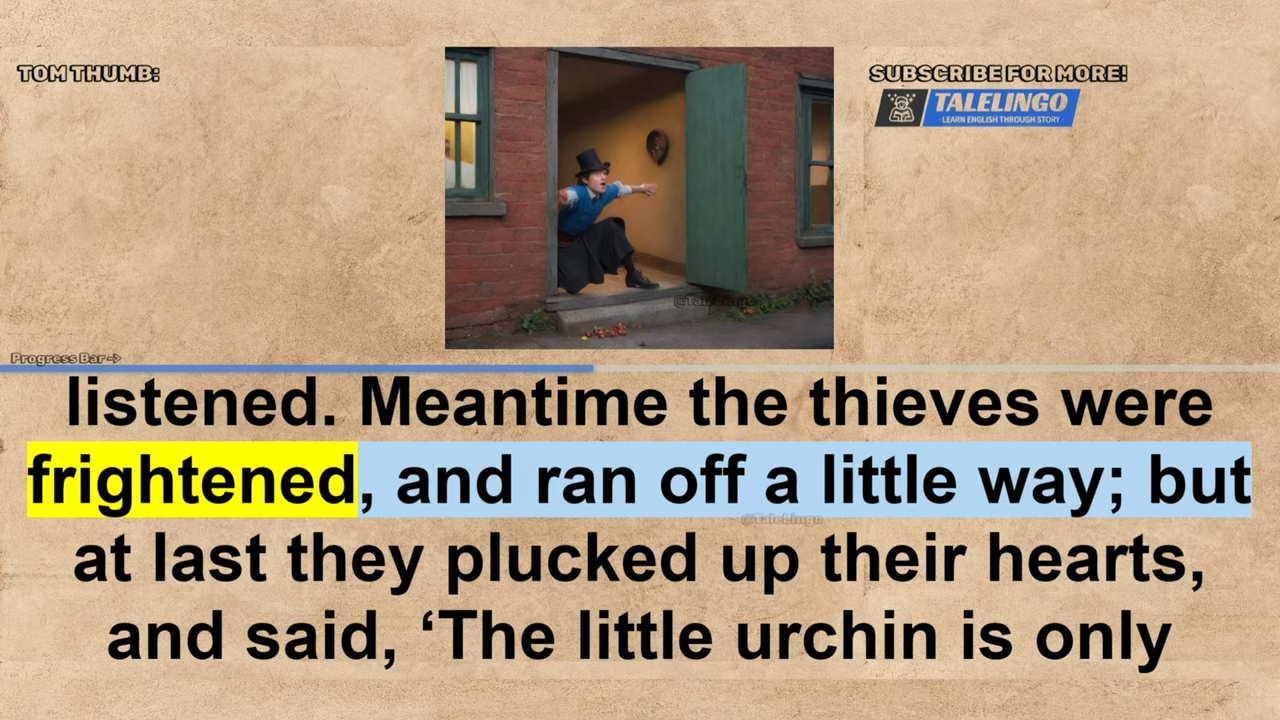 TOM THUMB:
SUBSCRIBE FOR MORE!
TALELINGO
- LEARN ENGLISH THROUGH STORY -
@TaleLingo
Progress Bar->
listened. Meantime the thieves were
frightened, and ran off a little way; but
@TaleLingo
at last they plucked up their hearts,
and said, ‘The little urchin is only